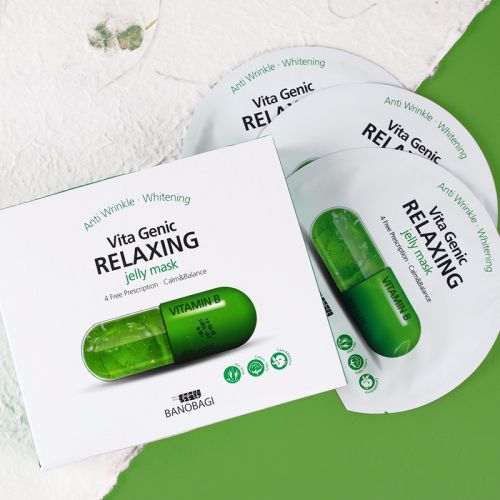 Anti Wrinkle · Whitening
Vita Genic
RELAXING
jelly mask
4 Free Prescription · Calm&Balance
VITAMIN B
BANOBAGI
Anti Wrinkle · Whitening
Vita Genic
RELAXING
Anti Wrinkle · Whitening
Vita Genic
RELAXING
Anti Wrinkle · Whitening
Vita Genic
RELAXING
jelly mask
4 Free Prescription · Calm&Balance
VITAMIN B